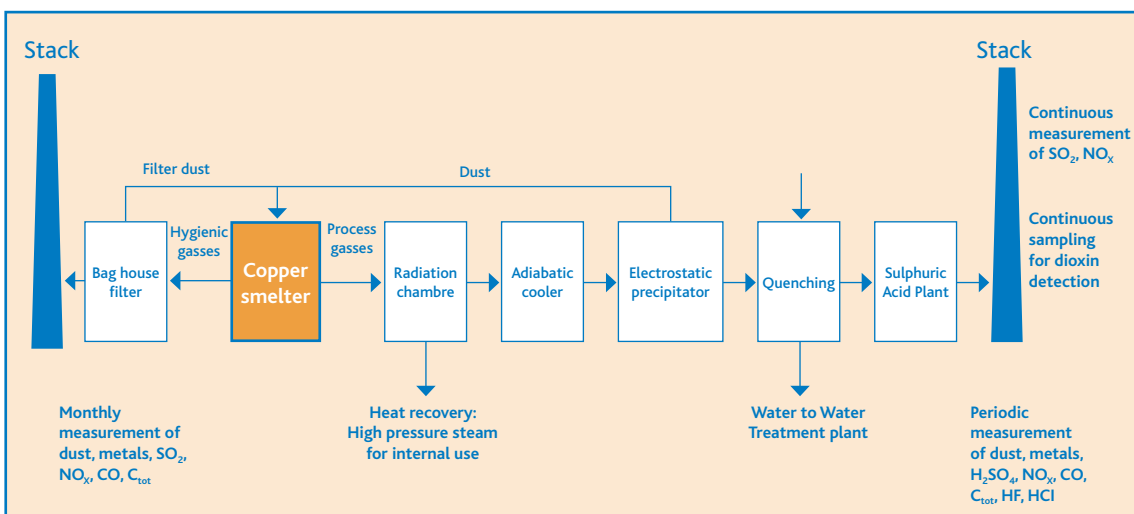 Stack
Stack
Continuous
measurement
of SO₂, NOₓ
Filter dust
Dust
Hygienic
gasses
Process
gasses
Continuous
sampling
for dioxin
detection
Bag house
filter
Copper
smelter
Radiation
chambre
Adiabatic
cooler
Electrostatic
precipitator
Quenching
Sulphuric
Acid Plant
Monthly
measurement of
dust, metals, SO₂,
NOₓ, CO, Cₜₒₜ
Heat recovery:
High pressure steam
for internal use
Water to Water
Treatment plant
Periodic
measurement
of dust, metals,
H₂SO₄, NOₓ, CO,
Cₜₒₜ, HF, HCl